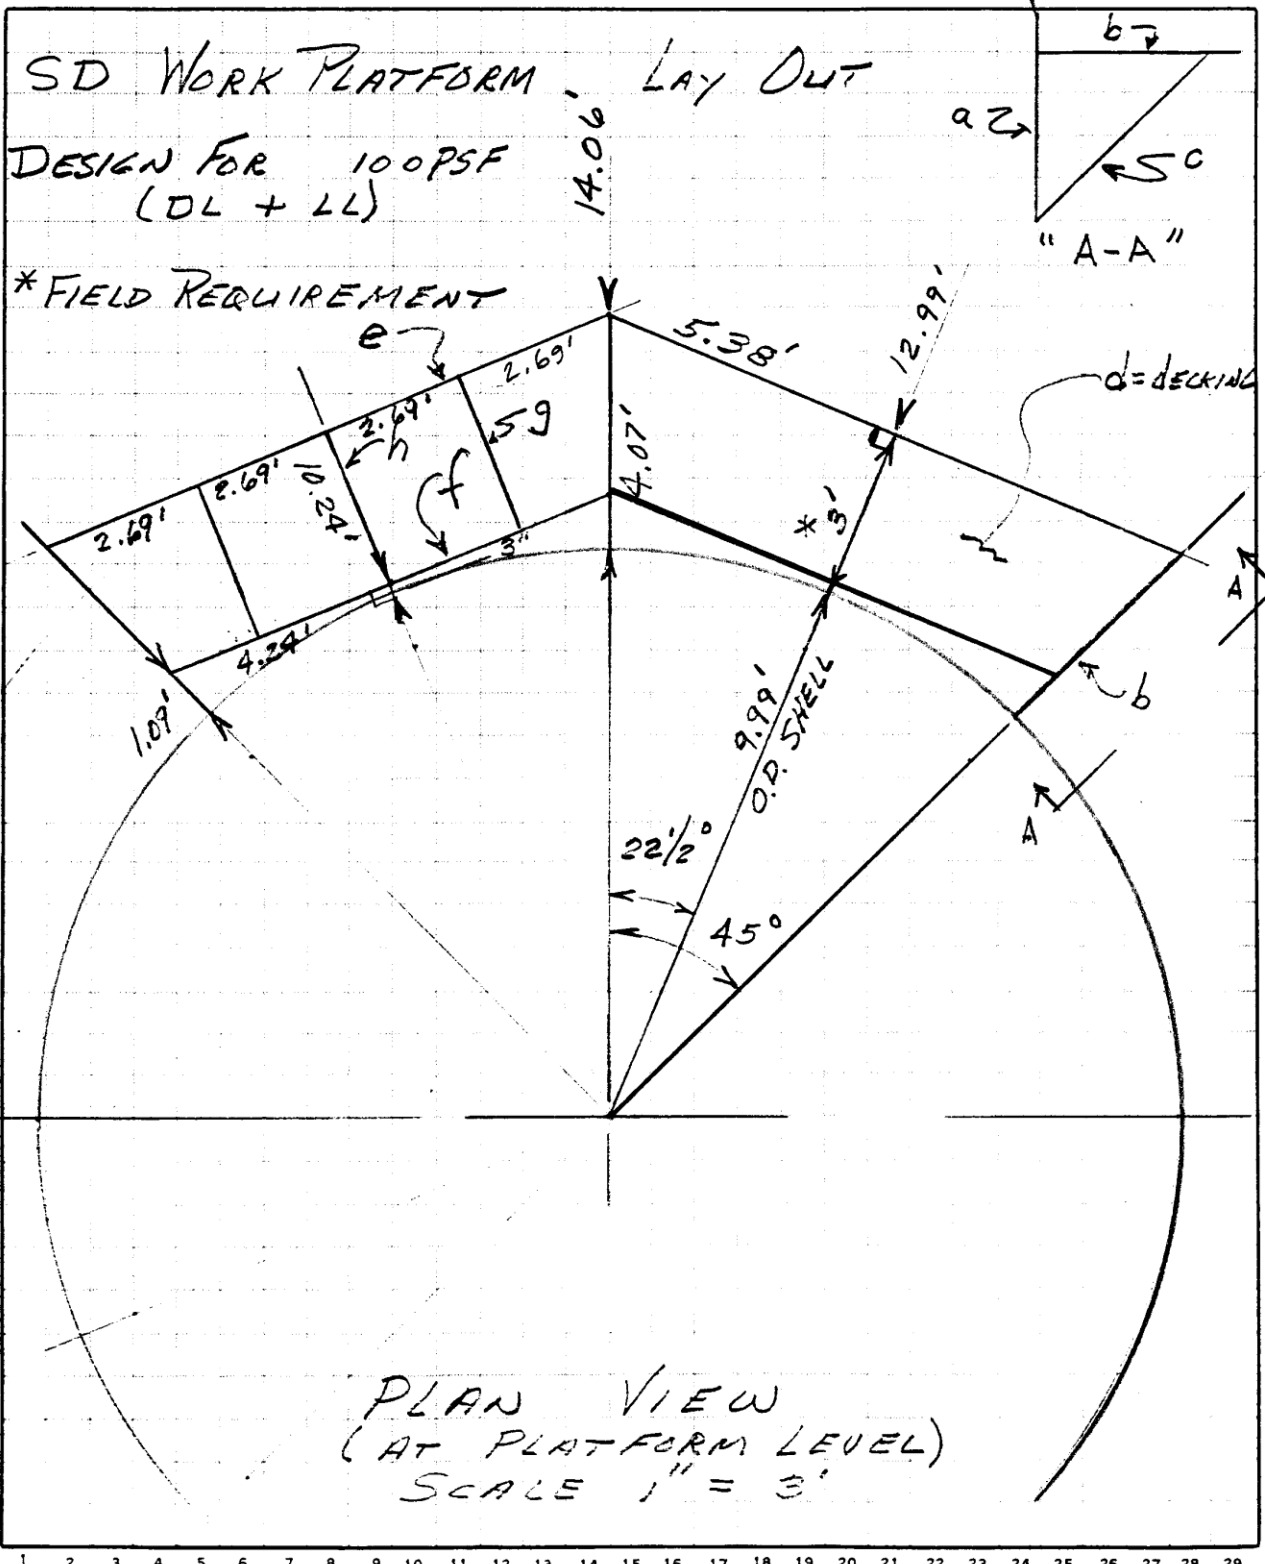 SD WORK PLATFORM LAY OUT
DESIGN FOR 100PSF
(DL + LL)
* FIELD REQUIREMENT
14.06'
b
a
c
"A-A"
e
2.69'
5.38'
12.99'
d=DECKING
2.69'
g
h
4.07'
2.69'
10.24'
f
* 3'
2.69'
3"
A
4.24'
b
1.09'
9.99'
O.D. SHELL
A
22 1/2°
45°
PLAN VIEW
(AT PLATFORM LEVEL)
SCALE 1" = 3'
1 2 3 4 5 6 7 8 9 10 11 12 13 14 15 16 17 18 19 20 21 22 23 24 25 26 27 28 29